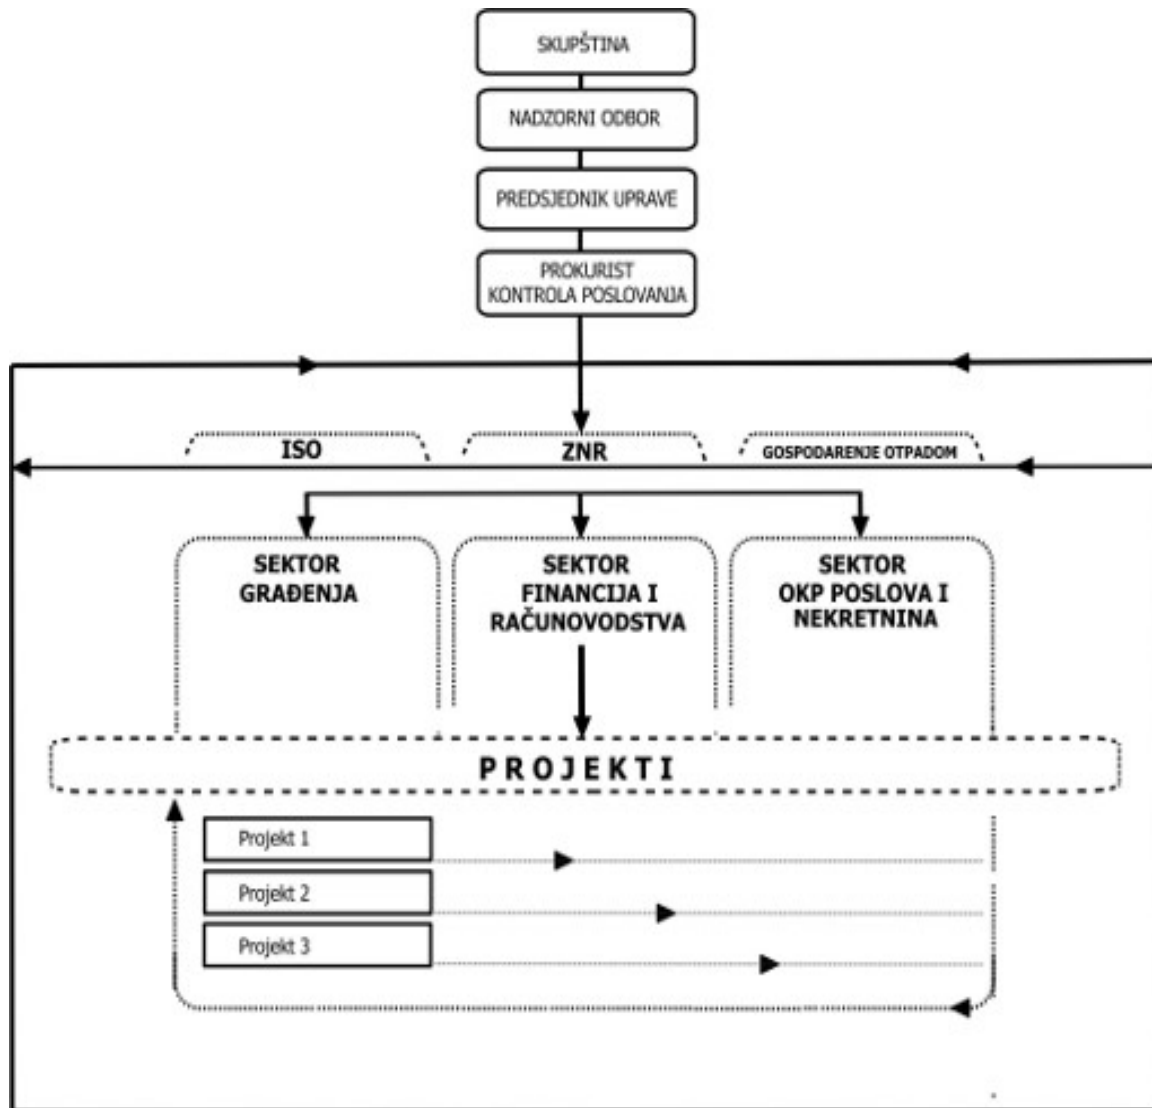 SKUPŠTINA
NADZORNI ODBOR
PREDSJEDNIK UPRAVE
PROKURIST
KONTROLA POSLOVANJA
ISO
ZNR
GOSPODARENJE OTPADOM
SEKTOR
GRAĐENJA
SEKTOR
FINANCIJA I
RAČUNOVODSTVA
SEKTOR
OKP POSLOVA I
NEKRETNINA
PROJEKTI
Projekt 1
Projekt 2
Projekt 3